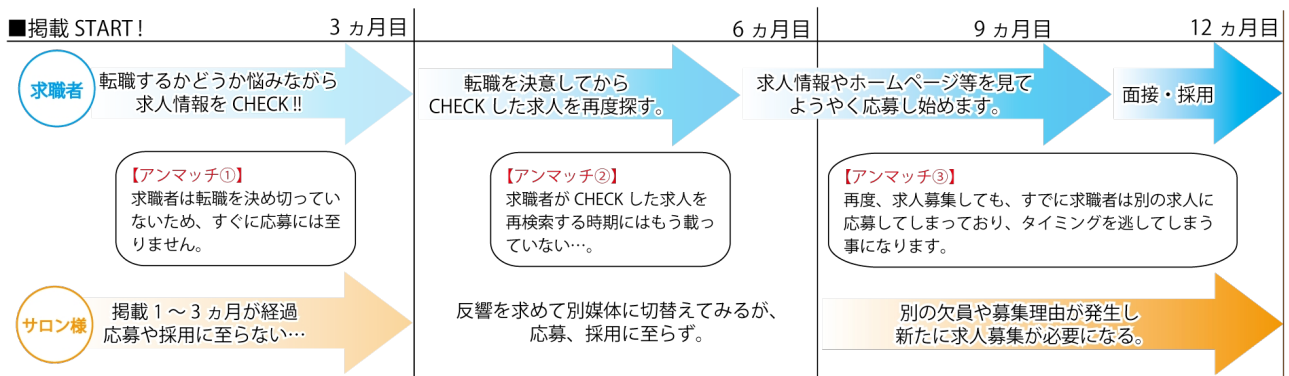 ■掲載 START !
3 ヵ月目
6 ヵ月目
9 ヵ月目
12 ヵ月目
求職者
転職するかどうか悩みながら
求人情報を CHECK !!
転職を決意してから
CHECK した求人を再度探す。
求人情報やホームページ等を見て
ようやく応募し始めます。
面接・採用
【アンマッチ①】
求職者は転職を決め切ってい
ないため、すぐに応募には至
りません。
【アンマッチ②】
求職者が CHECK した求人を
再検索する時期にはもう載っ
ていない…。
【アンマッチ③】
再度、求人募集しても、すでに求職者は別の求人に
応募してしまっており、タイミングを逃してしまう
事になります。
サロン様
掲載 1 〜 3 ヵ月が経過
応募や採用に至らない…
反響を求めて別媒体に切替えてみるが、
応募、採用に至らず。
別の欠員や募集理由が発生し
新たに求人募集が必要になる。